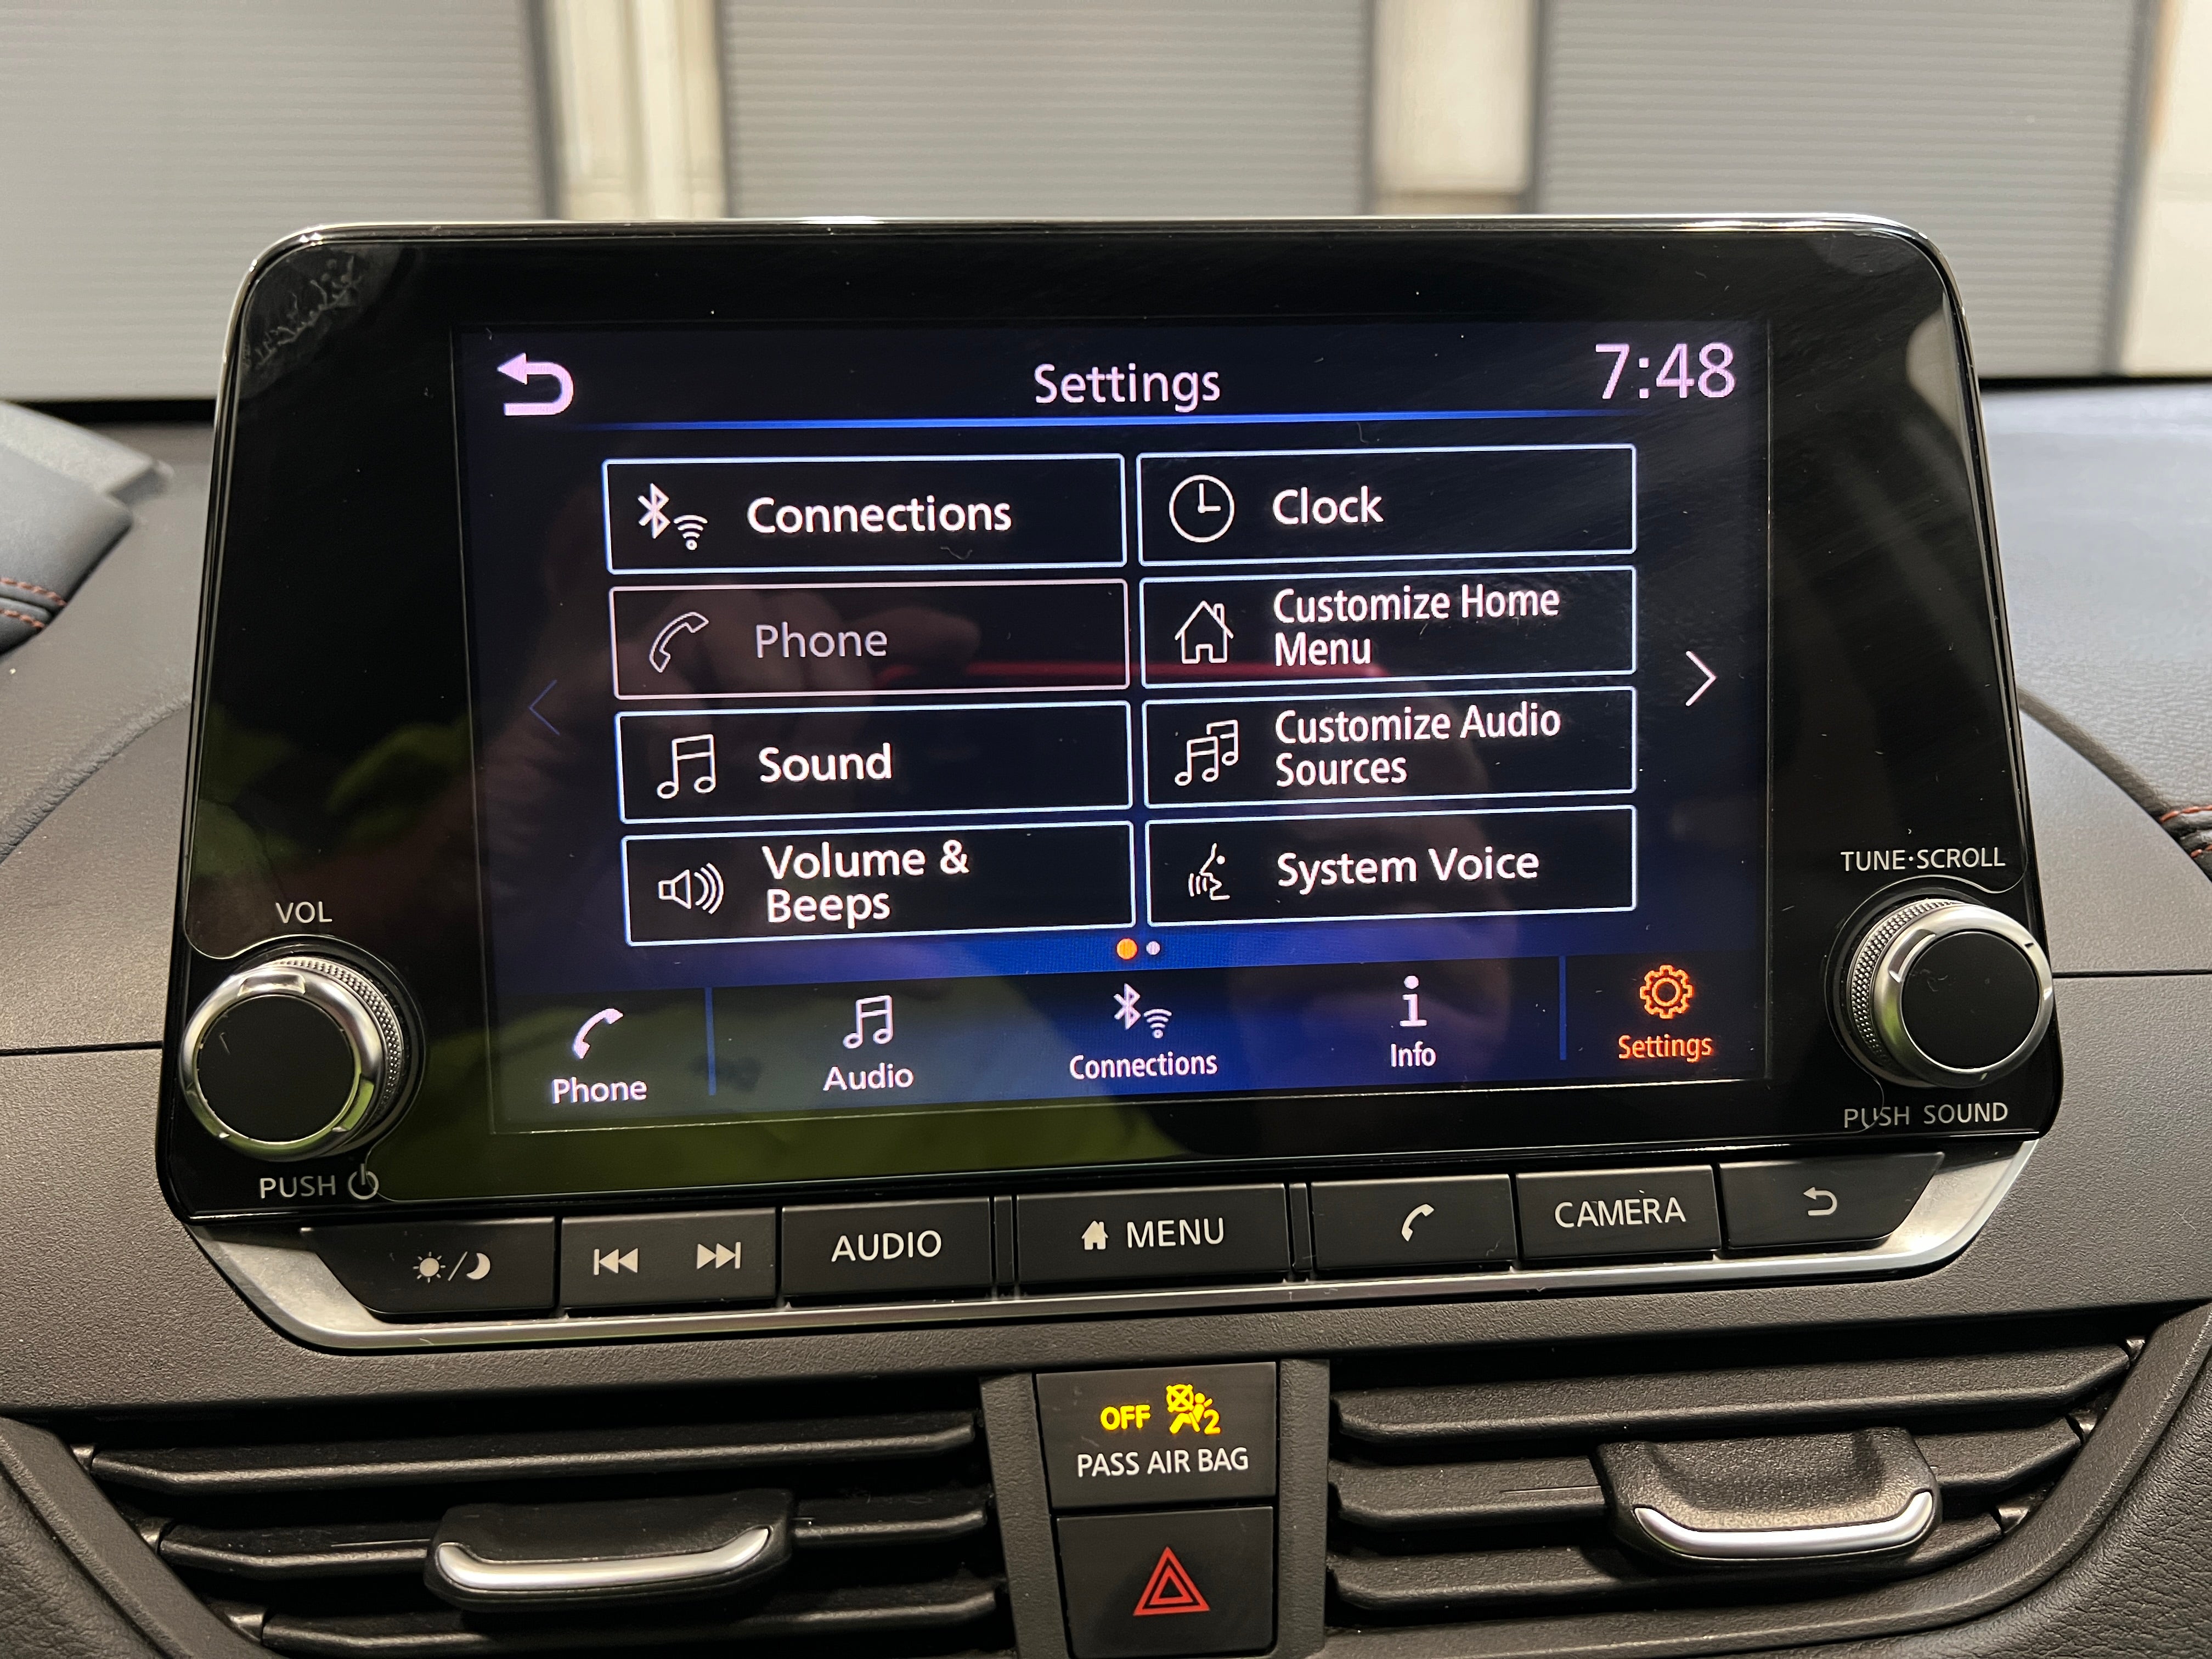 Settings
7:48
Connections
Clock
Phone
Customize Home
Menu
Sound
Customize Audio
Sources
Volume &
Beeps
System Voice
Phone
Audio
Connections
Info
Settings
VOL
PUSH
TUNE·SCROLL
PUSH SOUND
AUDIO
MENU
CAMERA
OFF 2
PASS AIR BAG